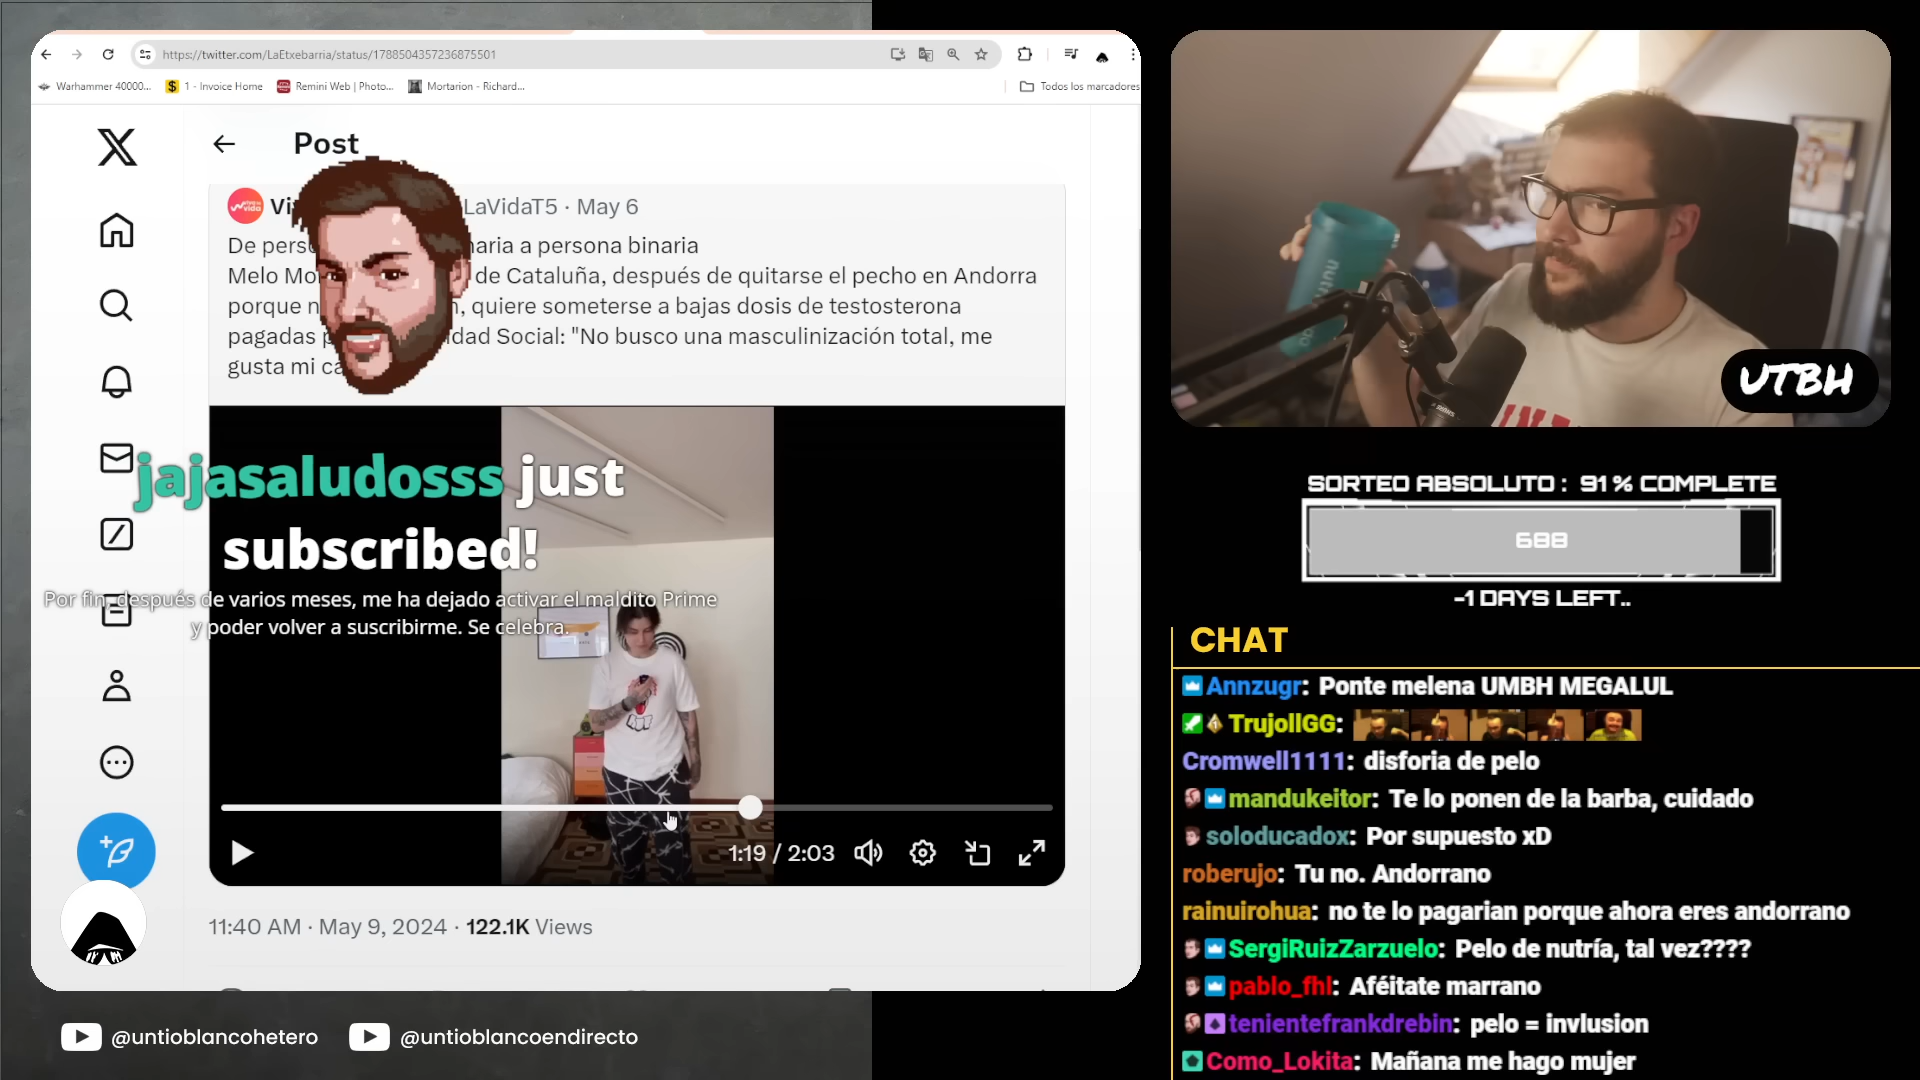 https://twitter.com/LaEtxebarria/status/1788504357236875501
Warhammer 40000...
1 - Invoice Home
Remini Web | Photo...
Mortarion - Richard...
Todos los marcadores
Post
LaVidaT5 · May 6
De a persona binaria
Melo de Cataluña, después de quitarse el pecho en Andorra
porque quiere someterse a bajas dosis de testosterona
pagadas Social: "No busco una masculinización total, me
gusta mi
jajasaludosss just
subscribed!
Por fin, después de varios meses, me ha dejado activar el maldito Prime
y poder volver a suscribirme. Se celebra.
1:19 / 2:03
11:40 AM · May 9, 2024 · 122.1K Views
@untioblancohetero
@untioblancoendirecto
UTBH
SORTEO ABSOLUTO : 91% COMPLETE
688
-1 DAYS LEFT..
CHAT
Annzugr: Ponte melena UMBH MEGALUL
TrujollGG:
Cromwell1111: disforia de pelo
mandukeitor: Te lo ponen de la barba, cuidado
soloducadox: Por supuesto xD
roberujo: Tu no. Andorrano
rainuirohua: no te lo pagarian porque ahora eres andorrano
SergiRuizZarzuelo: Pelo de nutría, tal vez????
pablo_fhl: Aféitate marrano
tenientefrankdrebin: pelo = invlusion
Como_Lokita: Mañana me hago mujer